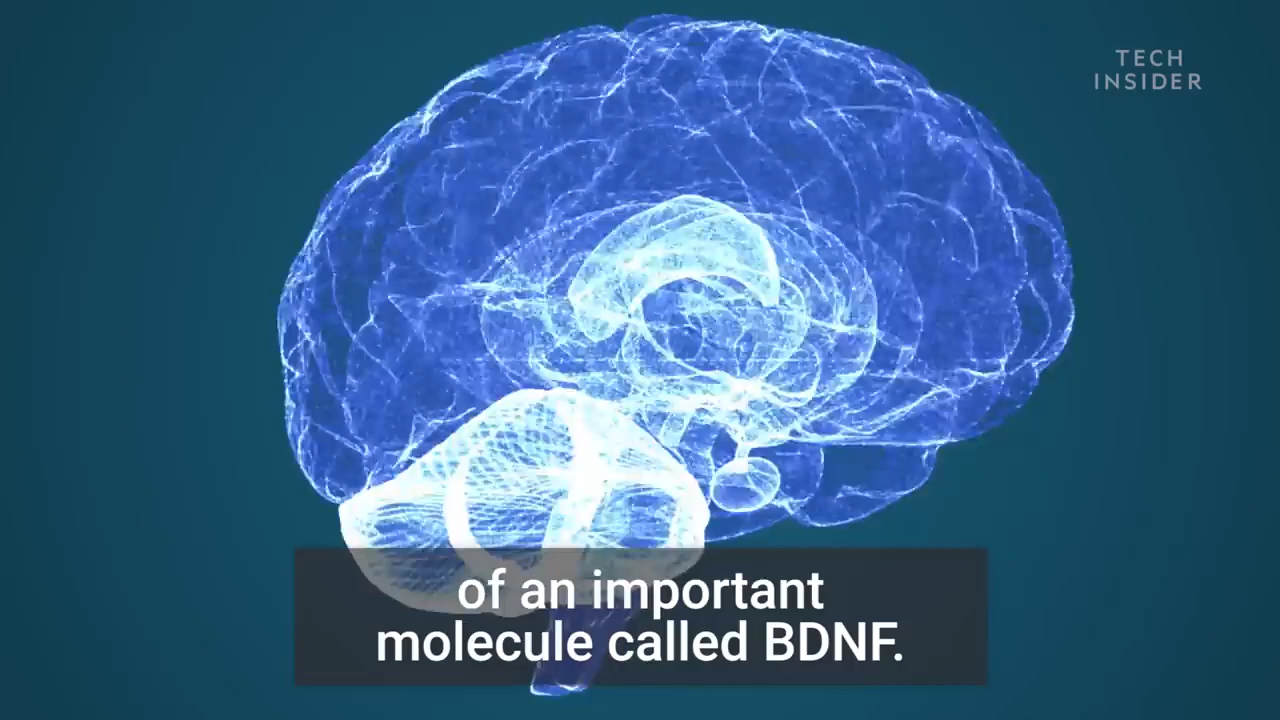 TECH
INSIDER
of an important
molecule called BDNF.